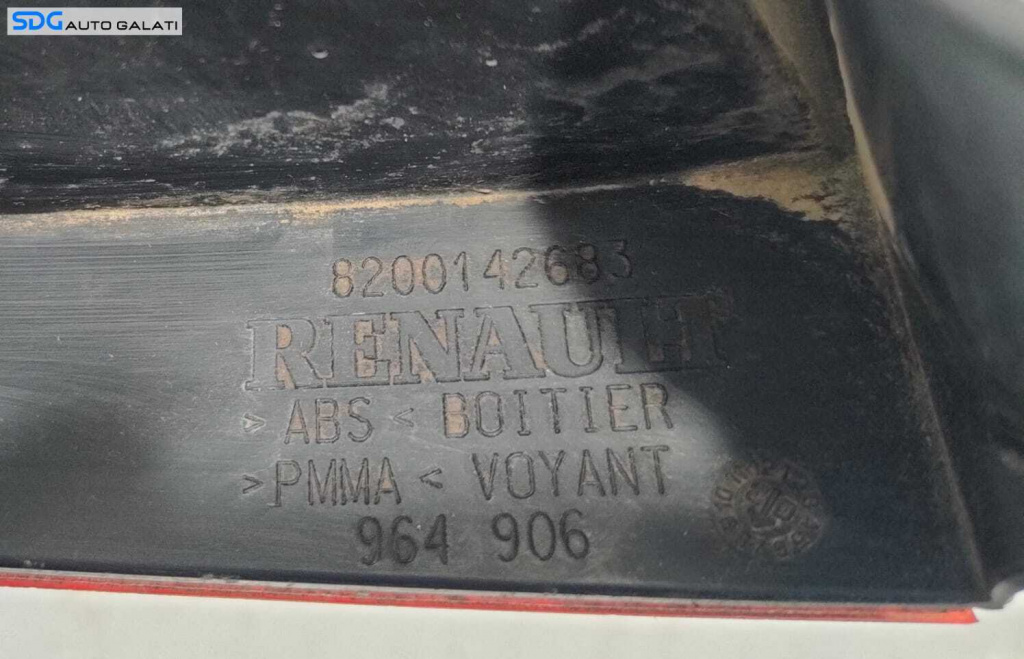 SDG AUTO GALATI
8200142683
RENAULT
>ABS< BOITIER
>PMMA< VOYANT
964 906